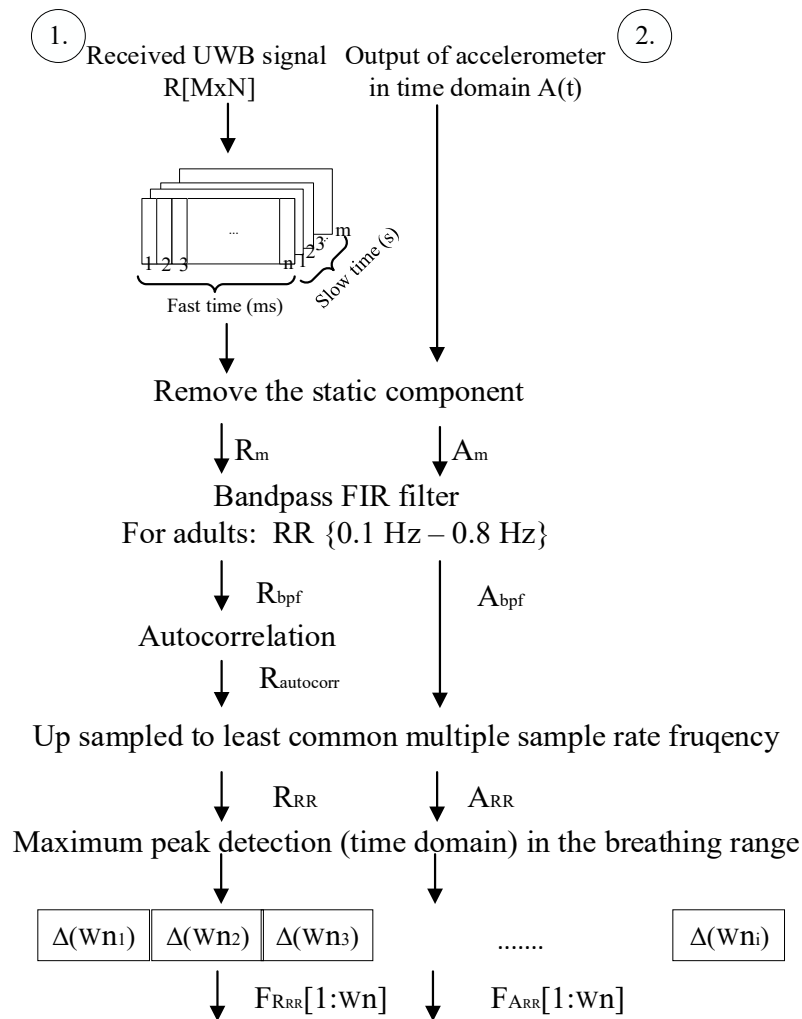 1.
Received UWB signal
R[MxN]
Output of accelerometer
in time domain A(t)
2.
...
1 2 3 n
1 2 3 .. m
Fast time (ms)
Slow time (s)
Remove the static component
Rm
Am
Bandpass FIR filter
For adults: RR {0.1 Hz – 0.8 Hz}
Rbpf
Abpf
Autocorrelation
Rautocorr
Up sampled to least common multiple sample rate fruqency
RRR
ARR
Maximum peak detection (time domain) in the breathing range
Δ(Wn1) Δ(Wn2) Δ(Wn3) ....... Δ(Wni)
FRRR[1:Wn]
FARR[1:Wn]